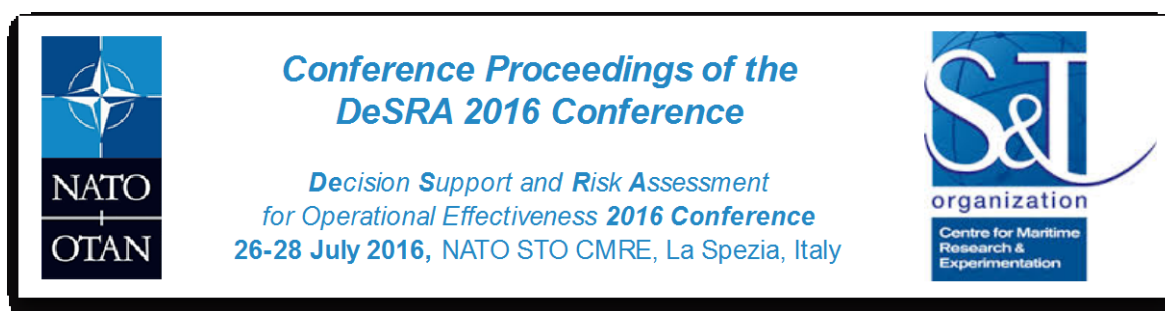 NATO
OTAN
Conference Proceedings of the
DeSRA 2016 Conference
Decision Support and Risk Assessment
for Operational Effectiveness 2016 Conference
26-28 July 2016, NATO STO CMRE, La Spezia, Italy
S&T
organization
Centre for Maritime
Research &
Experimentation